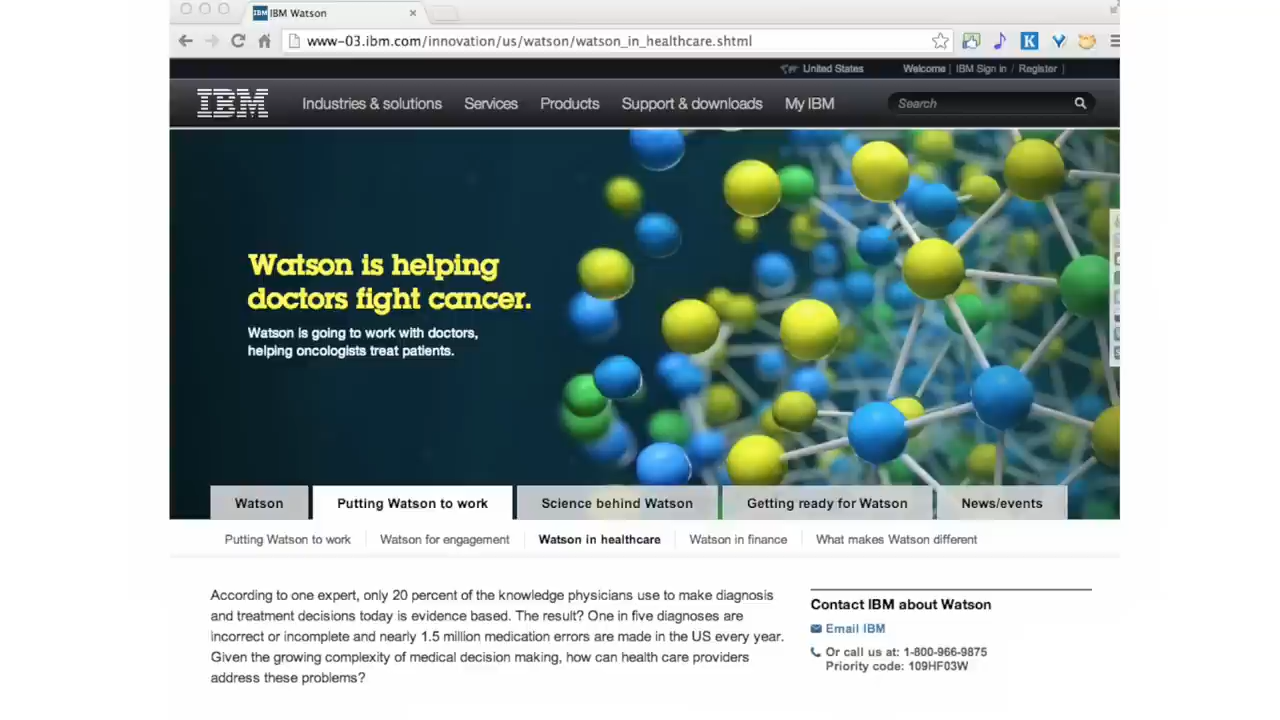 IBM Watson
www-03.ibm.com/innovation/us/watson/watson_in_healthcare.shtml
United States Welcome | IBM Sign in / Register |
IBM Industries & solutions Services Products Support & downloads My IBM Search
Watson is helping
doctors fight cancer.
Watson is going to work with doctors,
helping oncologists treat patients.
Watson Putting Watson to work Science behind Watson Getting ready for Watson News/events
Putting Watson to work Watson for engagement Watson in healthcare Watson in finance What makes Watson different
According to one expert, only 20 percent of the knowledge physicians use to make diagnosis
and treatment decisions today is evidence based. The result? One in five diagnoses are
incorrect or incomplete and nearly 1.5 million medication errors are made in the US every year.
Given the growing complexity of medical decision making, how can health care providers
address these problems?
Contact IBM about Watson
Email IBM
Or call us at: 1-800-966-9875
Priority code: 109HF03W